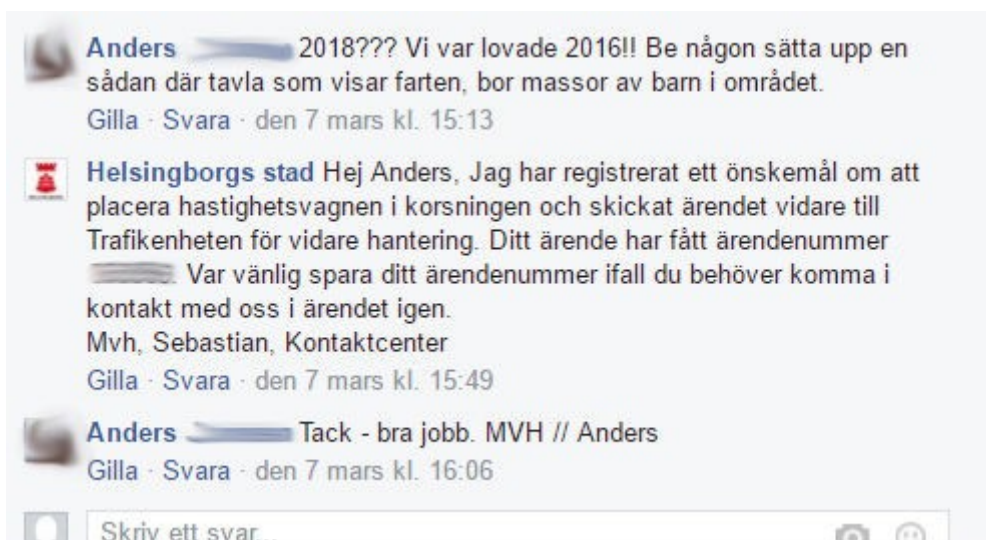 Anders 2018??? Vi var lovade 2016!! Be någon sätta upp en
sådan där tavla som visar farten, bor massor av barn i området.
Gilla · Svara · den 7 mars kl. 15:13
Helsingborgs stad Hej Anders, Jag har registrerat ett önskemål om att
placera hastighetsvagnen i korsningen och skickat ärendet vidare till
Trafikenheten för vidare hantering. Ditt ärende har fått ärendenummer
. Var vänlig spara ditt ärendenummer ifall du behöver komma i
kontakt med oss i ärendet igen.
Mvh, Sebastian, Kontaktcenter
Gilla · Svara · den 7 mars kl. 15:49
Anders Tack - bra jobb. MVH // Anders
Gilla · Svara · den 7 mars kl. 16:06
Skriv ett svar...